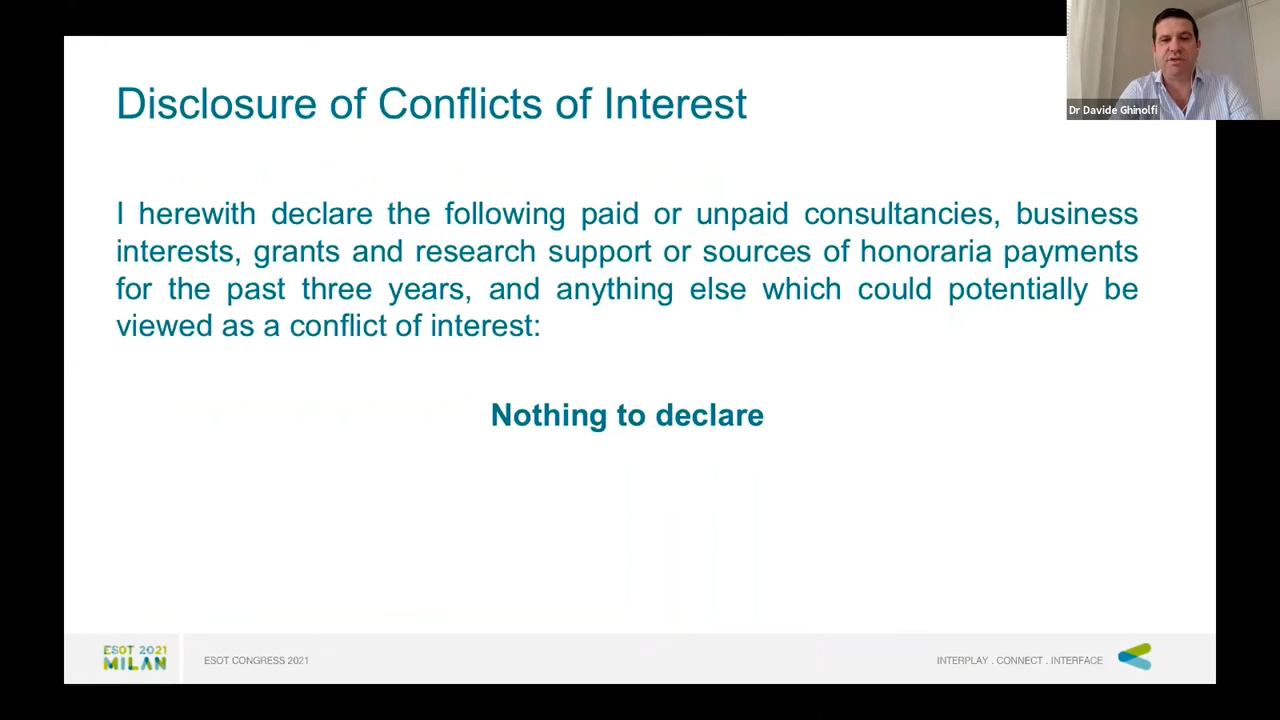 Dr Davide Ghinolfi
Disclosure of Conflicts of Interest
I herewith declare the following paid or unpaid consultancies, business
interests, grants and research support or sources of honoraria payments
for the past three years, and anything else which could potentially be
viewed as a conflict of interest:
Nothing to declare
ESOT 2021
MILAN
ESOT CONGRESS 2021
INTERPLAY . CONNECT . INTERFACE